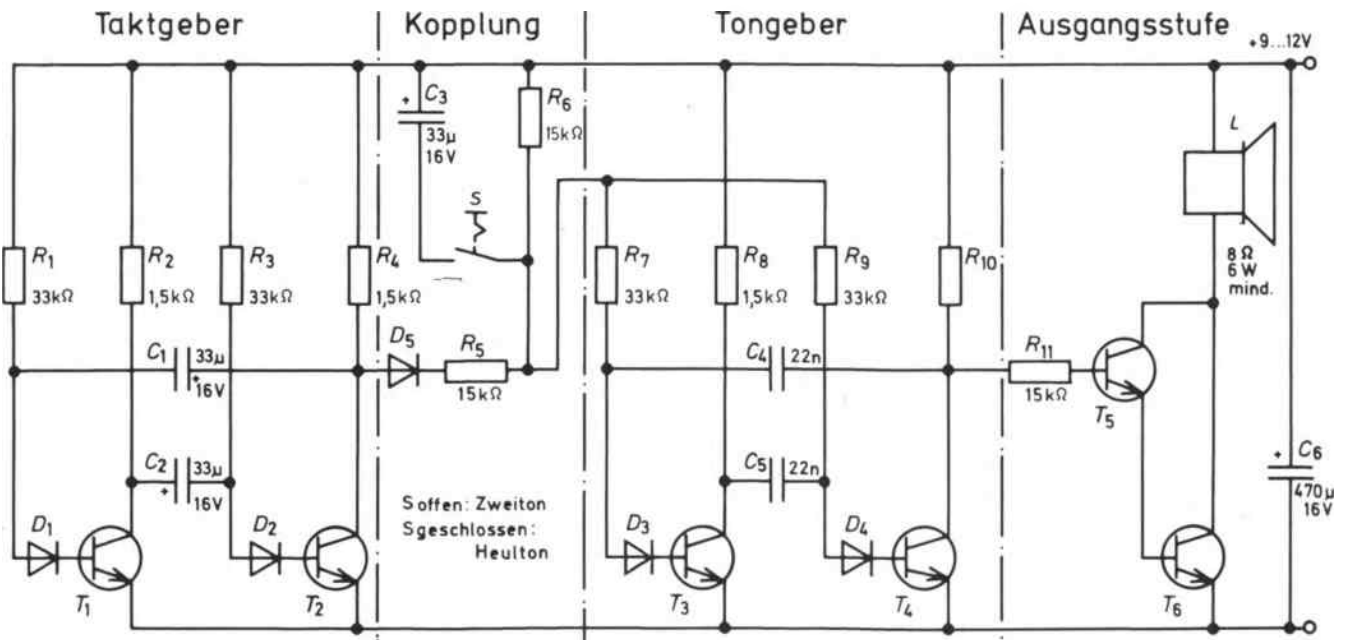 Taktgeber
Kopplung
Tongeber
Ausgangsstufe
+9...12V
R1
33kΩ
R2
1,5kΩ
R3
33kΩ
R4
1,5kΩ
C1
33μ
+
16V
C2
33μ
+
16V
D1
T1
D2
T2
+
C3
33μ
16V
R6
15kΩ
S
D5
R5
15kΩ
S offen: Zweiton
S geschlossen:
Heulton
R7
33kΩ
R8
1,5kΩ
R9
33kΩ
R10
C4
22n
C5
22n
D3
T3
D4
T4
R11
15kΩ
T5
T6
L
8Ω
6W
mind.
+
C6
470μ
16V